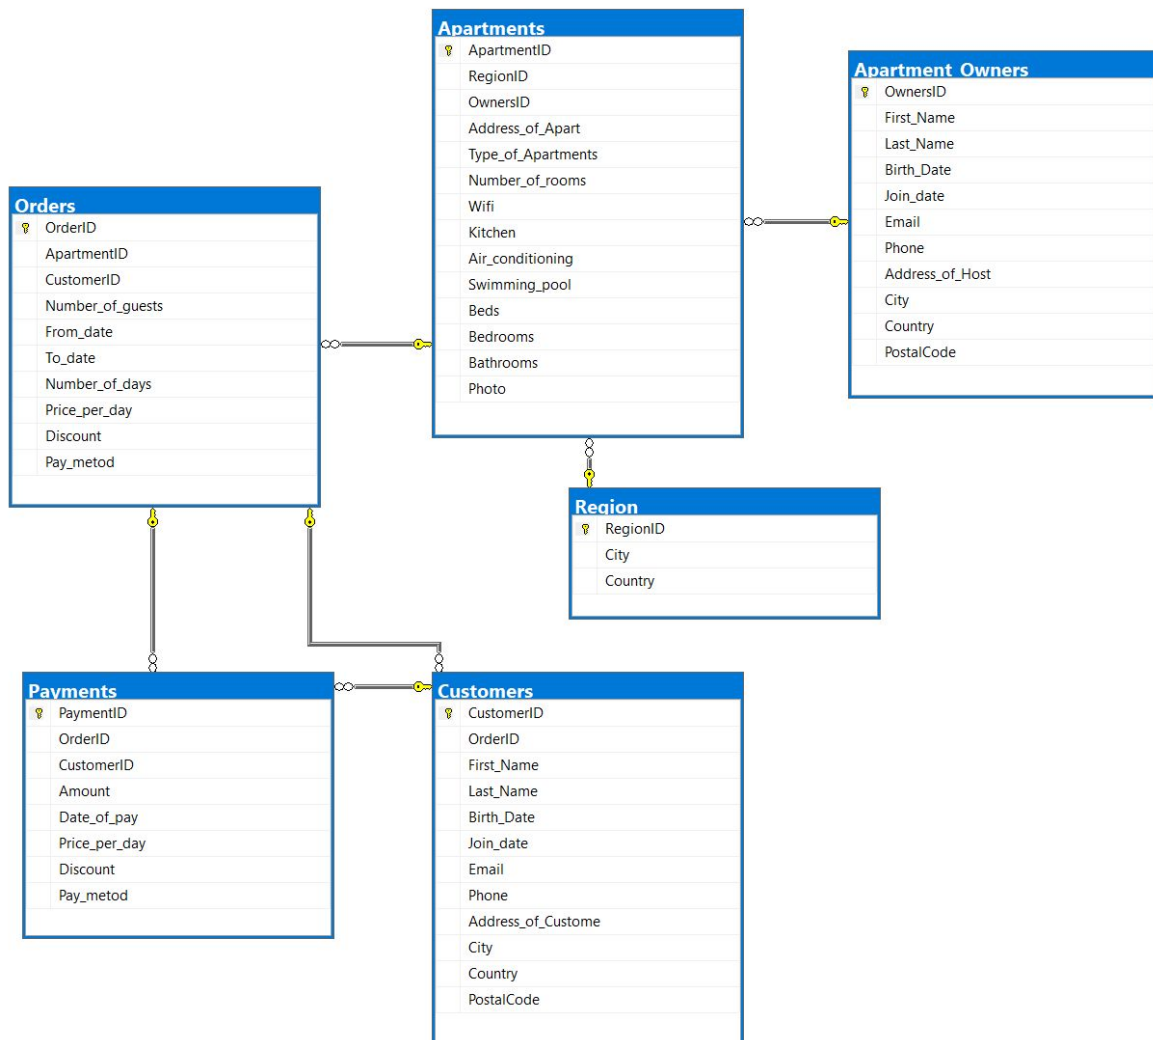 Apartments
ApartmentID
RegionID
OwnersID
Address_of_Apart
Type_of_Apartments
Number_of_rooms
Wifi
Kitchen
Air_conditioning
Swimming_pool
Beds
Bedrooms
Bathrooms
Photo
Apartment_Owners
OwnersID
First_Name
Last_Name
Birth_Date
Join_date
Email
Phone
Address_of_Host
City
Country
PostalCode
Orders
OrderID
ApartmentID
CustomerID
Number_of_guests
From_date
To_date
Number_of_days
Price_per_day
Discount
Pay_metod
Region
RegionID
City
Country
Payments
PaymentID
OrderID
CustomerID
Amount
Date_of_pay
Price_per_day
Discount
Pay_metod
Customers
CustomerID
OrderID
First_Name
Last_Name
Birth_Date
Join_date
Email
Phone
Address_of_Custome
City
Country
PostalCode